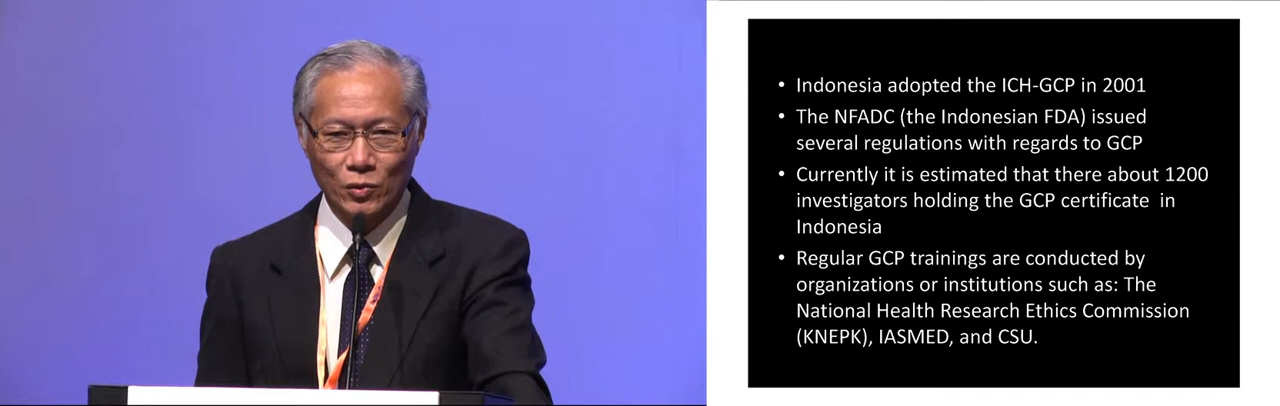 • Indonesia adopted the ICH-GCP in 2001
• The NFADC (the Indonesian FDA) issued
several regulations with regards to GCP
• Currently it is estimated that there about 1200
investigators holding the GCP certificate  in
Indonesia
• Regular GCP trainings are conducted by
organizations or institutions such as: The
National Health Research Ethics Commission
(KNEPK), IASMED, and CSU.